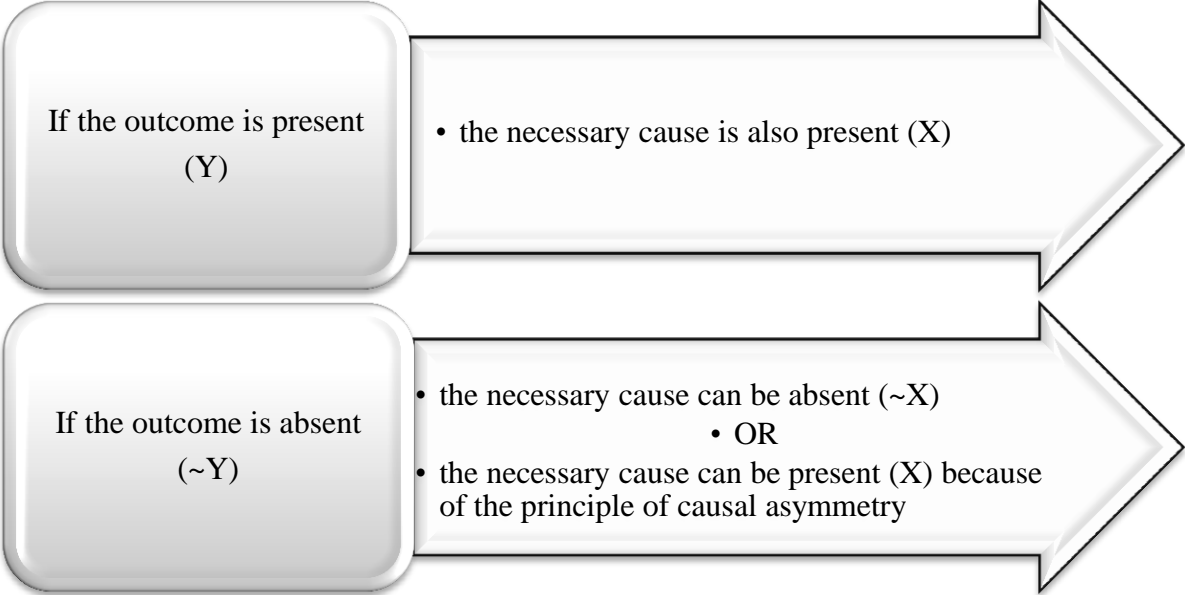 If the outcome is present
(Y)
• the necessary cause is also present (X)
If the outcome is absent
(~Y)
• the necessary cause can be absent (~X)
• OR
• the necessary cause can be present (X) because
of the principle of causal asymmetry